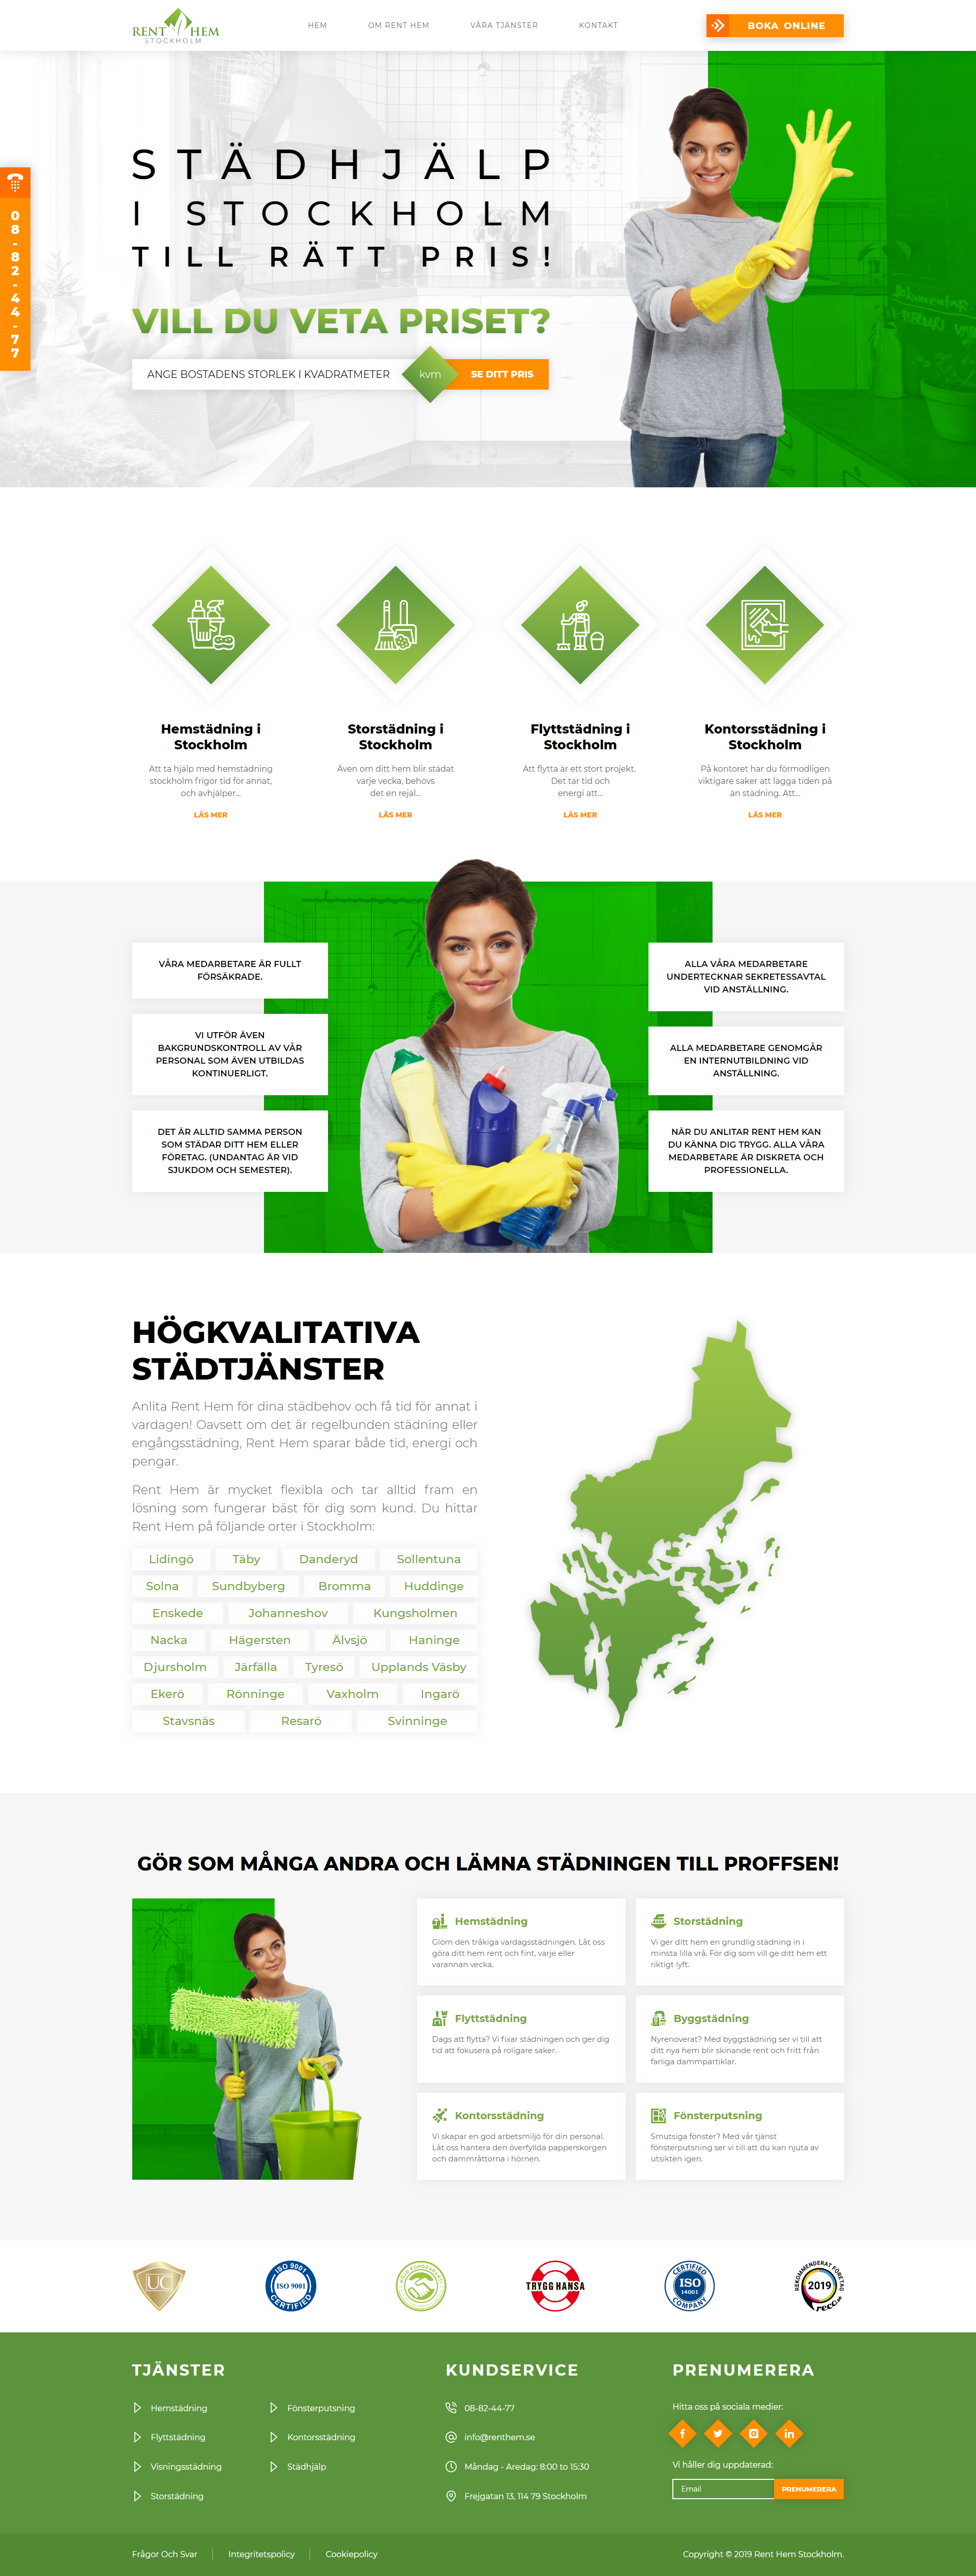 RENT HEM
STOCKHOLM
HEM
OM RENT HEM
VÅRA TJÄNSTER
KONTAKT
BOKA ONLINE
08-82-44-77
STÄDHJÄLP
I STOCKHOLM
TILL RÄTT PRIS!
VILL DU VETA PRISET?
ANGE BOSTADENS STORLEK I KVADRATMETER
kvm
SE DITT PRIS
Hemstädning i
Stockholm
Att ta hjälp med hemstädning
stockholm frigör tid för annat,
och avhjälper...
LÄS MER
Storstädning i
Stockholm
Även om ditt hem blir städat
varje vecka, behövs
det en rejäl...
LÄS MER
Flyttstädning i
Stockholm
Att flytta är ett stort projekt.
Det tar tid och
energi att...
LÄS MER
Kontorsstädning i
Stockholm
På kontoret har du förmodligen
viktigare saker att lägga tiden på
än städning. Att...
LÄS MER
VÅRA MEDARBETARE ÄR FULLT
FÖRSÄKRADE.
VI UTFÖR ÄVEN
BAKGRUNDSKONTROLL AV VÅR
PERSONAL SOM ÄVEN UTBILDAS
KONTINUERLIGT.
DET ÄR ALLTID SAMMA PERSON
SOM STÄDAR DITT HEM ELLER
FÖRETAG. (UNDANTAG ÄR VID
SJUKDOM OCH SEMESTER).
ALLA VÅRA MEDARBETARE
UNDERTECKNAR SEKRETESSAVTAL
VID ANSTÄLLNING.
ALLA MEDARBETARE GENOMGÅR
EN INTERNUTBILDNING VID
ANSTÄLLNING.
NÄR DU ANLITAR RENT HEM KAN
DU KÄNNA DIG TRYGG. ALLA VÅRA
MEDARBETARE ÄR DISKRETA OCH
PROFESSIONELLA.
HÖGKVALITATIVA
STÄDTJÄNSTER
Anlita Rent Hem för dina städbehov och få tid för annat i
vardagen! Oavsett om det är regelbunden städning eller
engångsstädning, Rent Hem sparar både tid, energi och
pengar.
Rent Hem är mycket flexibla och tar alltid fram en
lösning som fungerar bäst för dig som kund. Du hittar
Rent Hem på följande orter i Stockholm:
Lidingö
Täby
Danderyd
Sollentuna
Solna
Sundbyberg
Bromma
Huddinge
Enskede
Johanneshov
Kungsholmen
Nacka
Hägersten
Älvsjö
Haninge
Djursholm
Järfälla
Tyresö
Upplands Väsby
Ekerö
Rönninge
Vaxholm
Ingarö
Stavsnäs
Resarö
Svinninge
GÖR SOM MÅNGA ANDRA OCH LÄMNA STÄDNINGEN TILL PROFFSEN!
Hemstädning
Glöm den tråkiga vardagsstädningen. Låt oss
göra ditt hem rent och fint, varje eller
varannan vecka.
Storstädning
Vi ger ditt hem en grundlig städning in i
minsta lilla vrå. För dig som vill ge ditt hem ett
riktigt lyft.
Flyttstädning
Dags att flytta? Vi fixar städningen och ger dig
tid att fokusera på roligare saker.
Byggstädning
Nyrenoverat? Med byggstädning ser vi till att
ditt nya hem blir skinande rent och fritt från
farliga dammpartiklar.
Kontorsstädning
Vi skapar en god arbetsmiljö för din personal.
Låt oss hantera den överfyllda papperskorgen
och dammråttorna i hörnen.
Fönsterputsning
Smutsiga fönster? Med vår tjänst
fönsterputsning ser vi till att du kan njuta av
utsikten igen.
UC
ISO 9001
ISO 9001
CERTIFIED
TRYGG HANSA
CERTIFIED
ISO
14001
COMPANY
REKOMMENDERAT FÖRETAG
2019
reco.se
TJÄNSTER
Hemstädning
Flyttstädning
Visningsstädning
Storstädning
Fönsterputsning
Kontorsstädning
Städhjälp
KUNDSERVICE
08-82-44-77
info@renthem.se
Måndag - Aredag: 8:00 to 15:30
Frejgatan 13, 114 79 Stockholm
PRENUMERERA
Hitta oss på sociala medier:
Vi håller dig uppdaterad:
Email
PRENUMERERA
Frågor Och Svar
Integritetspolicy
Cookiepolicy
Copyright © 2019 Rent Hem Stockholm.